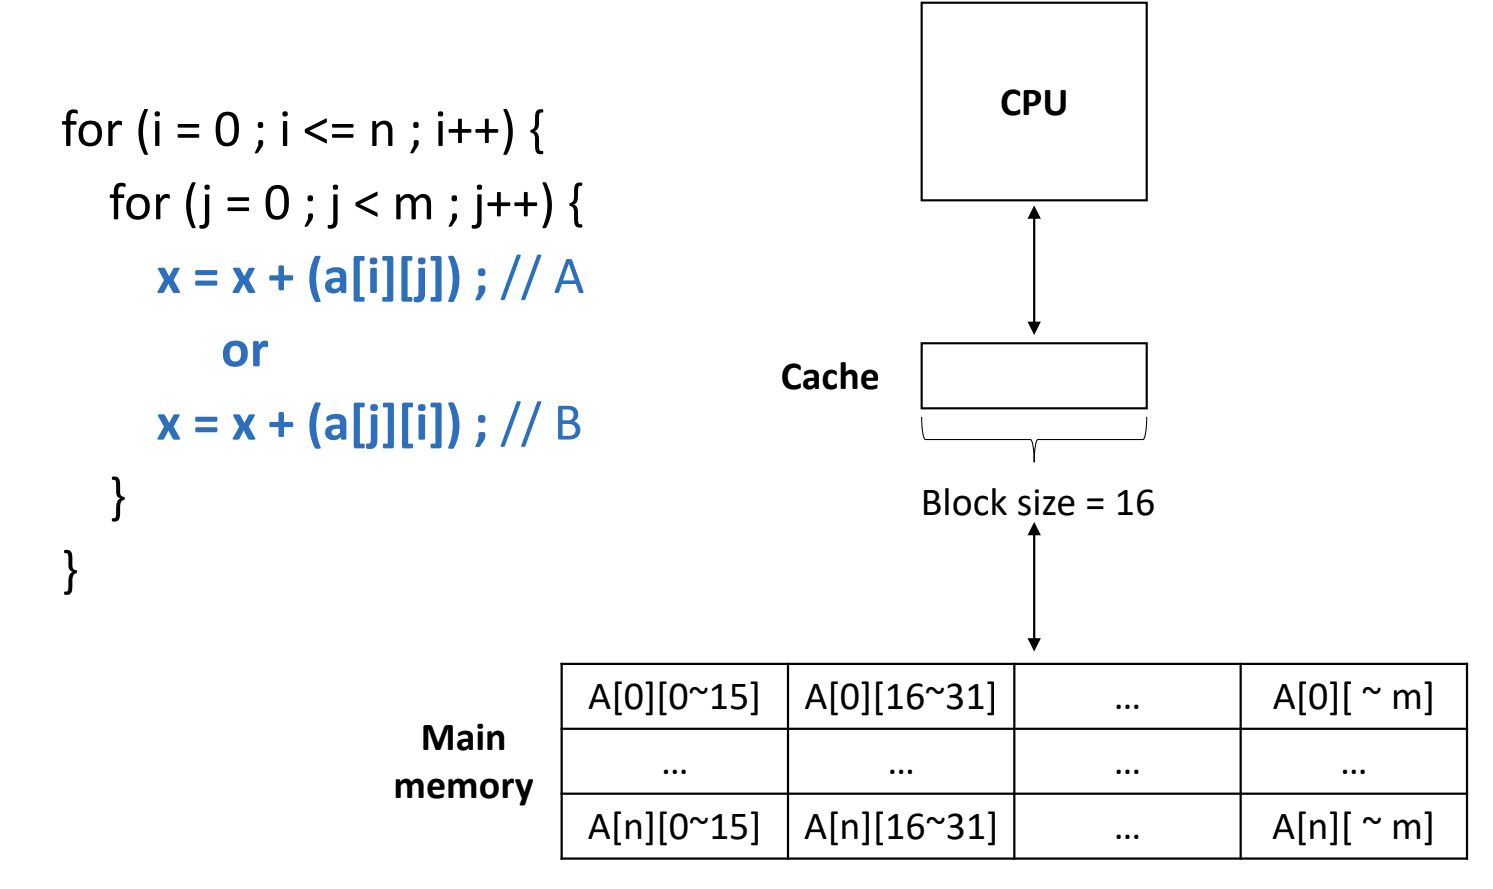 for (i = 0 ; i <= n ; i++) {
for (j = 0 ; j < m ; j++) {
x = x + (a[i][j]) ; // A
or
x = x + (a[j][i]) ; // B
}
}
CPU
Cache
Block size = 16
Main
memory
A[0][0~15] A[0][16~31] ... A[0][ ~ m]
... ... ... ...
A[n][0~15] A[n][16~31] ... A[n][ ~ m]